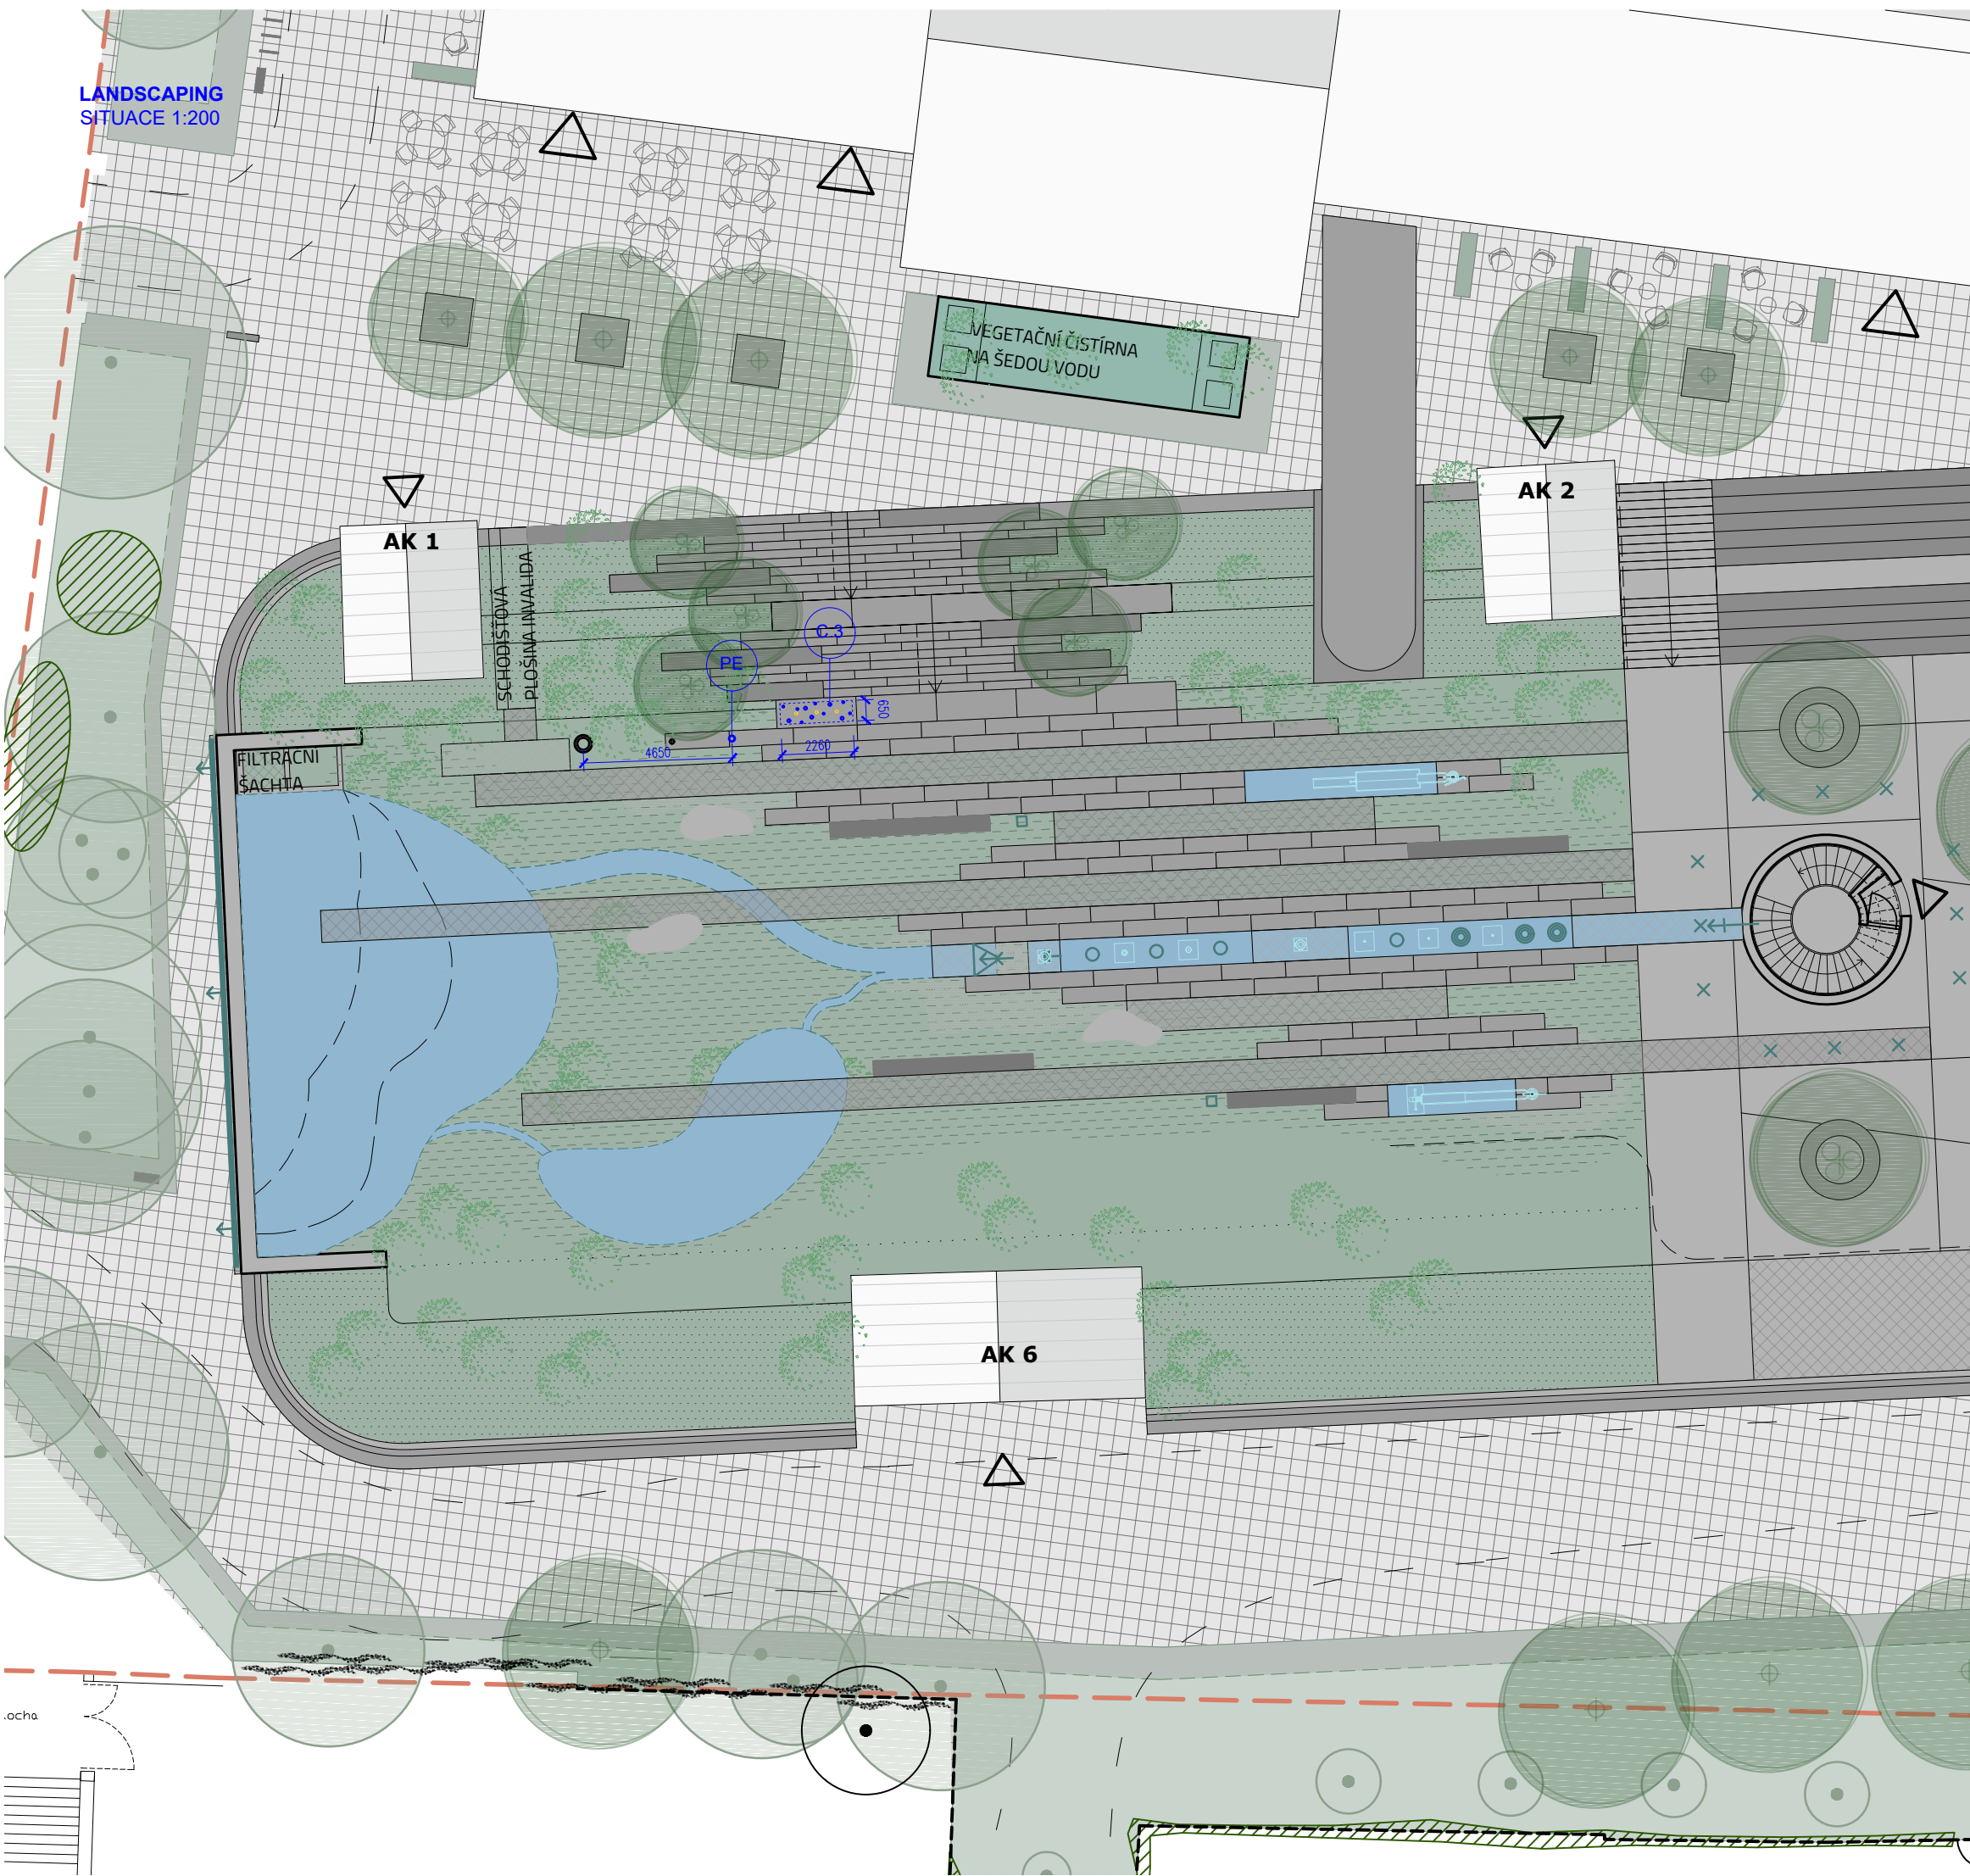 LANDSCAPING
SITUACE 1:200
VEGETAČNÍ ČISTÍRNA
NA ŠEDOU VODU
AK 2
AK 1
SCHODIŠŤOVÁ
PLOŠINA INVALIDA
C.3
PE
650
4650
2260
FILTRAČNÍ
ŠACHTA
AK 6
ocha